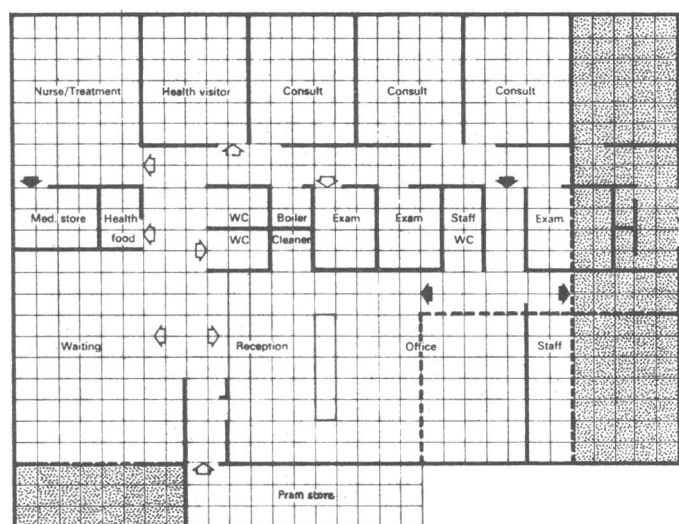 Nurse/Treatment Health visitor Consult Consult Consult
Med. store Health food WC Boiler Exam Exam Staff WC Exam
WC Cleaner
Waiting Reception Office Staff
Pram store